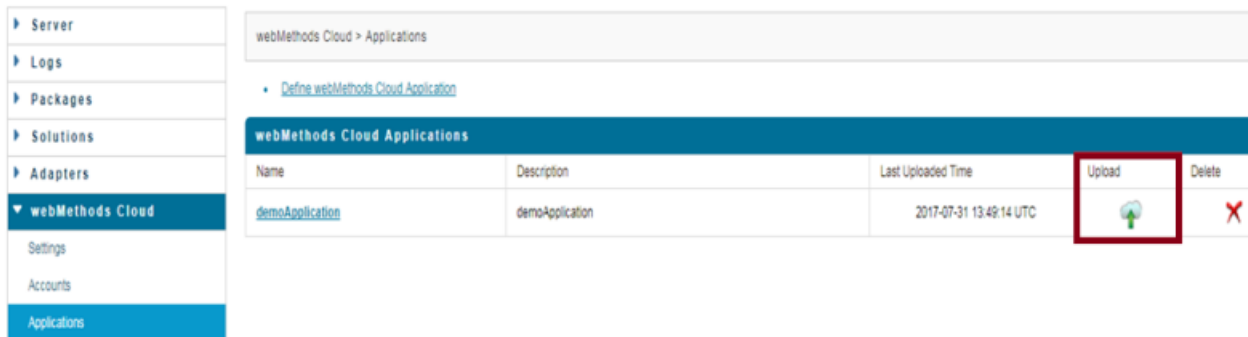 Server
Logs
Packages
Solutions
Adapters
webMethods Cloud
Settings
Accounts
Applications
webMethods Cloud > Applications
Define webMethods Cloud Application
webMethods Cloud Applications
Name Description Last Uploaded Time Upload Delete
demoApplication demoApplication 2017-07-31 13:49:14 UTC